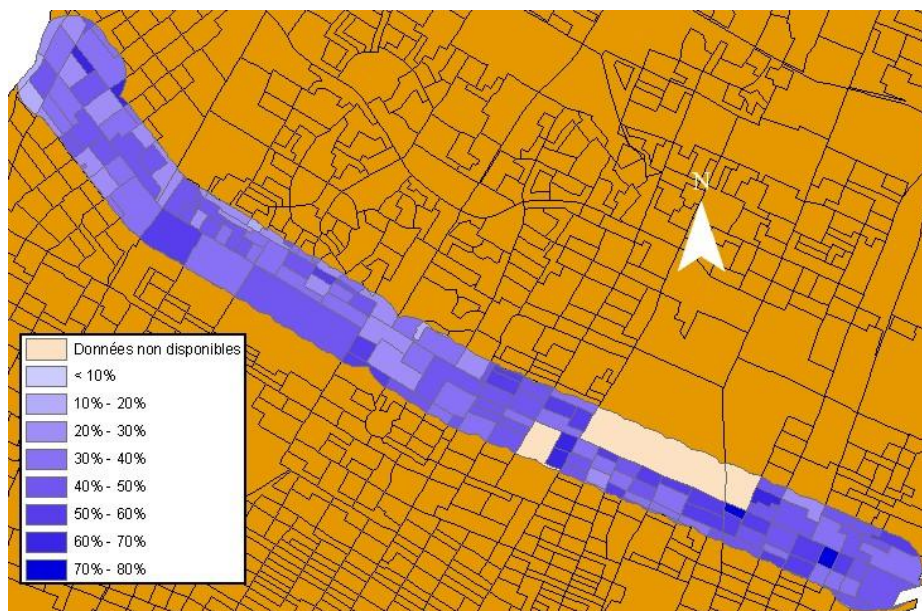 N
Données non disponibles
< 10%
10% - 20%
20% - 30%
30% - 40%
40% - 50%
50% - 60%
60% - 70%
70% - 80%